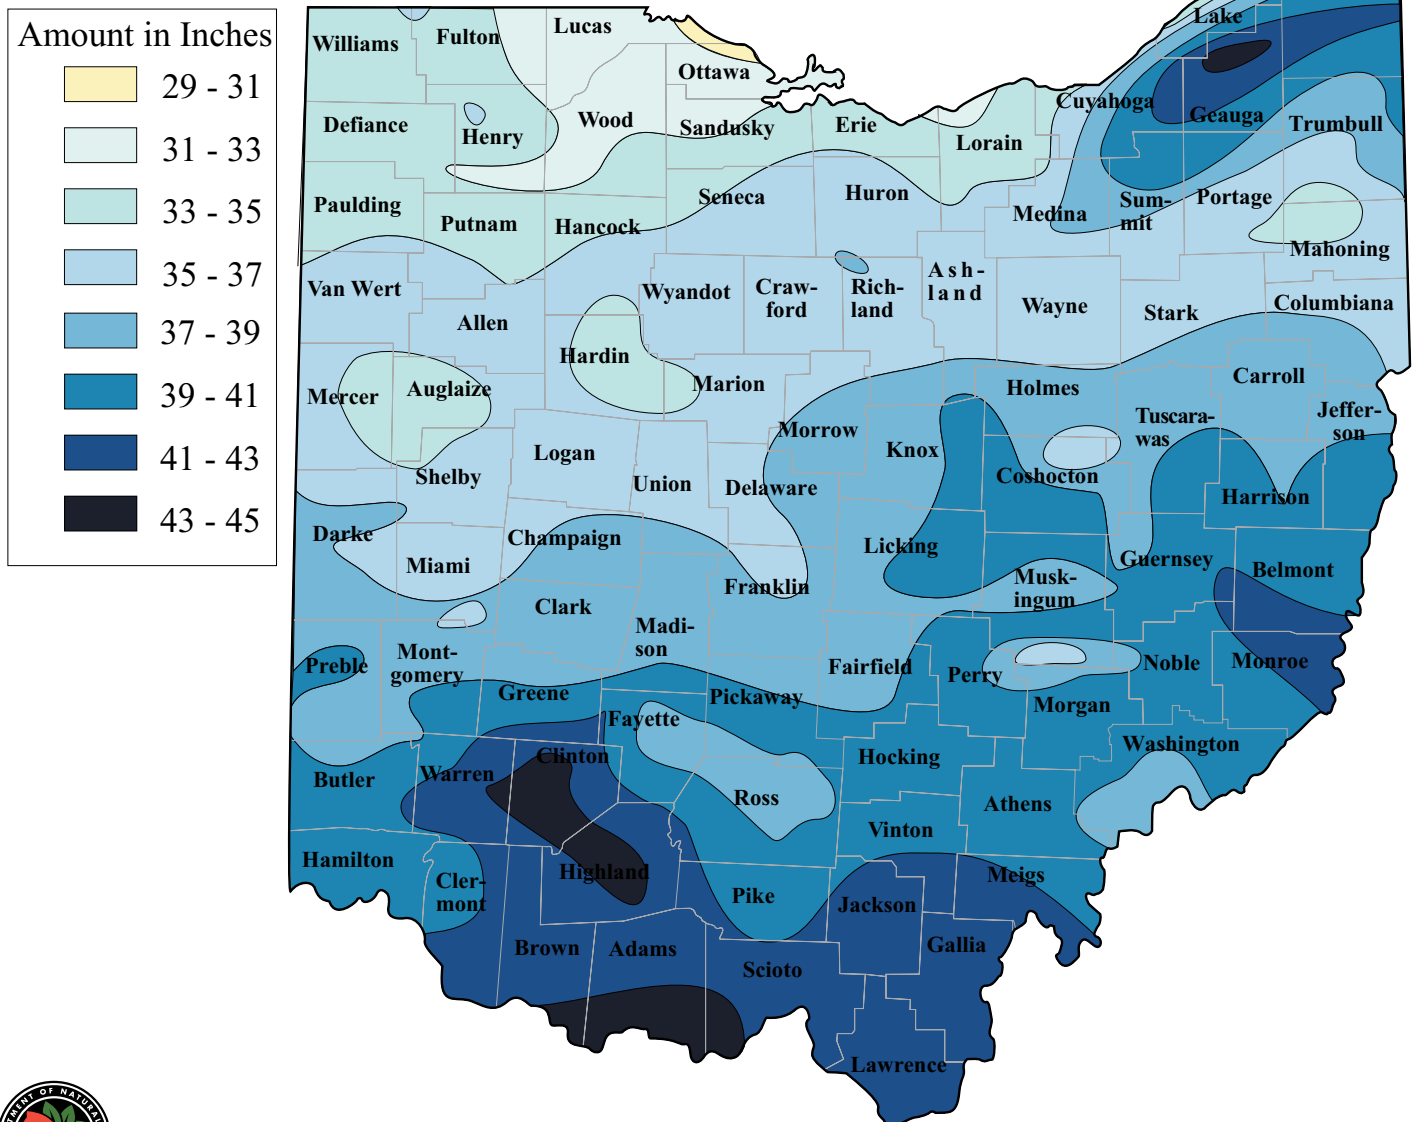 Amount in Inches
29 - 31
31 - 33
33 - 35
35 - 37
37 - 39
39 - 41
41 - 43
43 - 45
Williams
Fulton
Lucas
Lake
Ottawa
Defiance
Henry
Wood
Sandusky
Erie
Lorain
Cuyahoga
Geauga
Trumbull
Paulding
Putnam
Hancock
Seneca
Huron
Medina
Sum-
mit
Portage
Mahoning
Van Wert
Allen
Wyandot
Craw-
ford
Rich-
land
Ash-
land
Wayne
Stark
Columbiana
Mercer
Auglaize
Hardin
Marion
Morrow
Knox
Holmes
Tuscara-
was
Carroll
Jeffer-
son
Shelby
Logan
Union
Delaware
Coshocton
Harrison
Darke
Miami
Champaign
Clark
Madi-
son
Franklin
Licking
Musk-
ingum
Guernsey
Belmont
Preble
Mont-
gomery
Greene
Fayette
Pickaway
Fairfield
Perry
Morgan
Noble
Monroe
Butler
Warren
Clinton
Ross
Hocking
Athens
Washington
Hamilton
Cler-
mont
Highland
Pike
Vinton
Jackson
Meigs
Brown
Adams
Scioto
Gallia
Lawrence
OF NATURAL